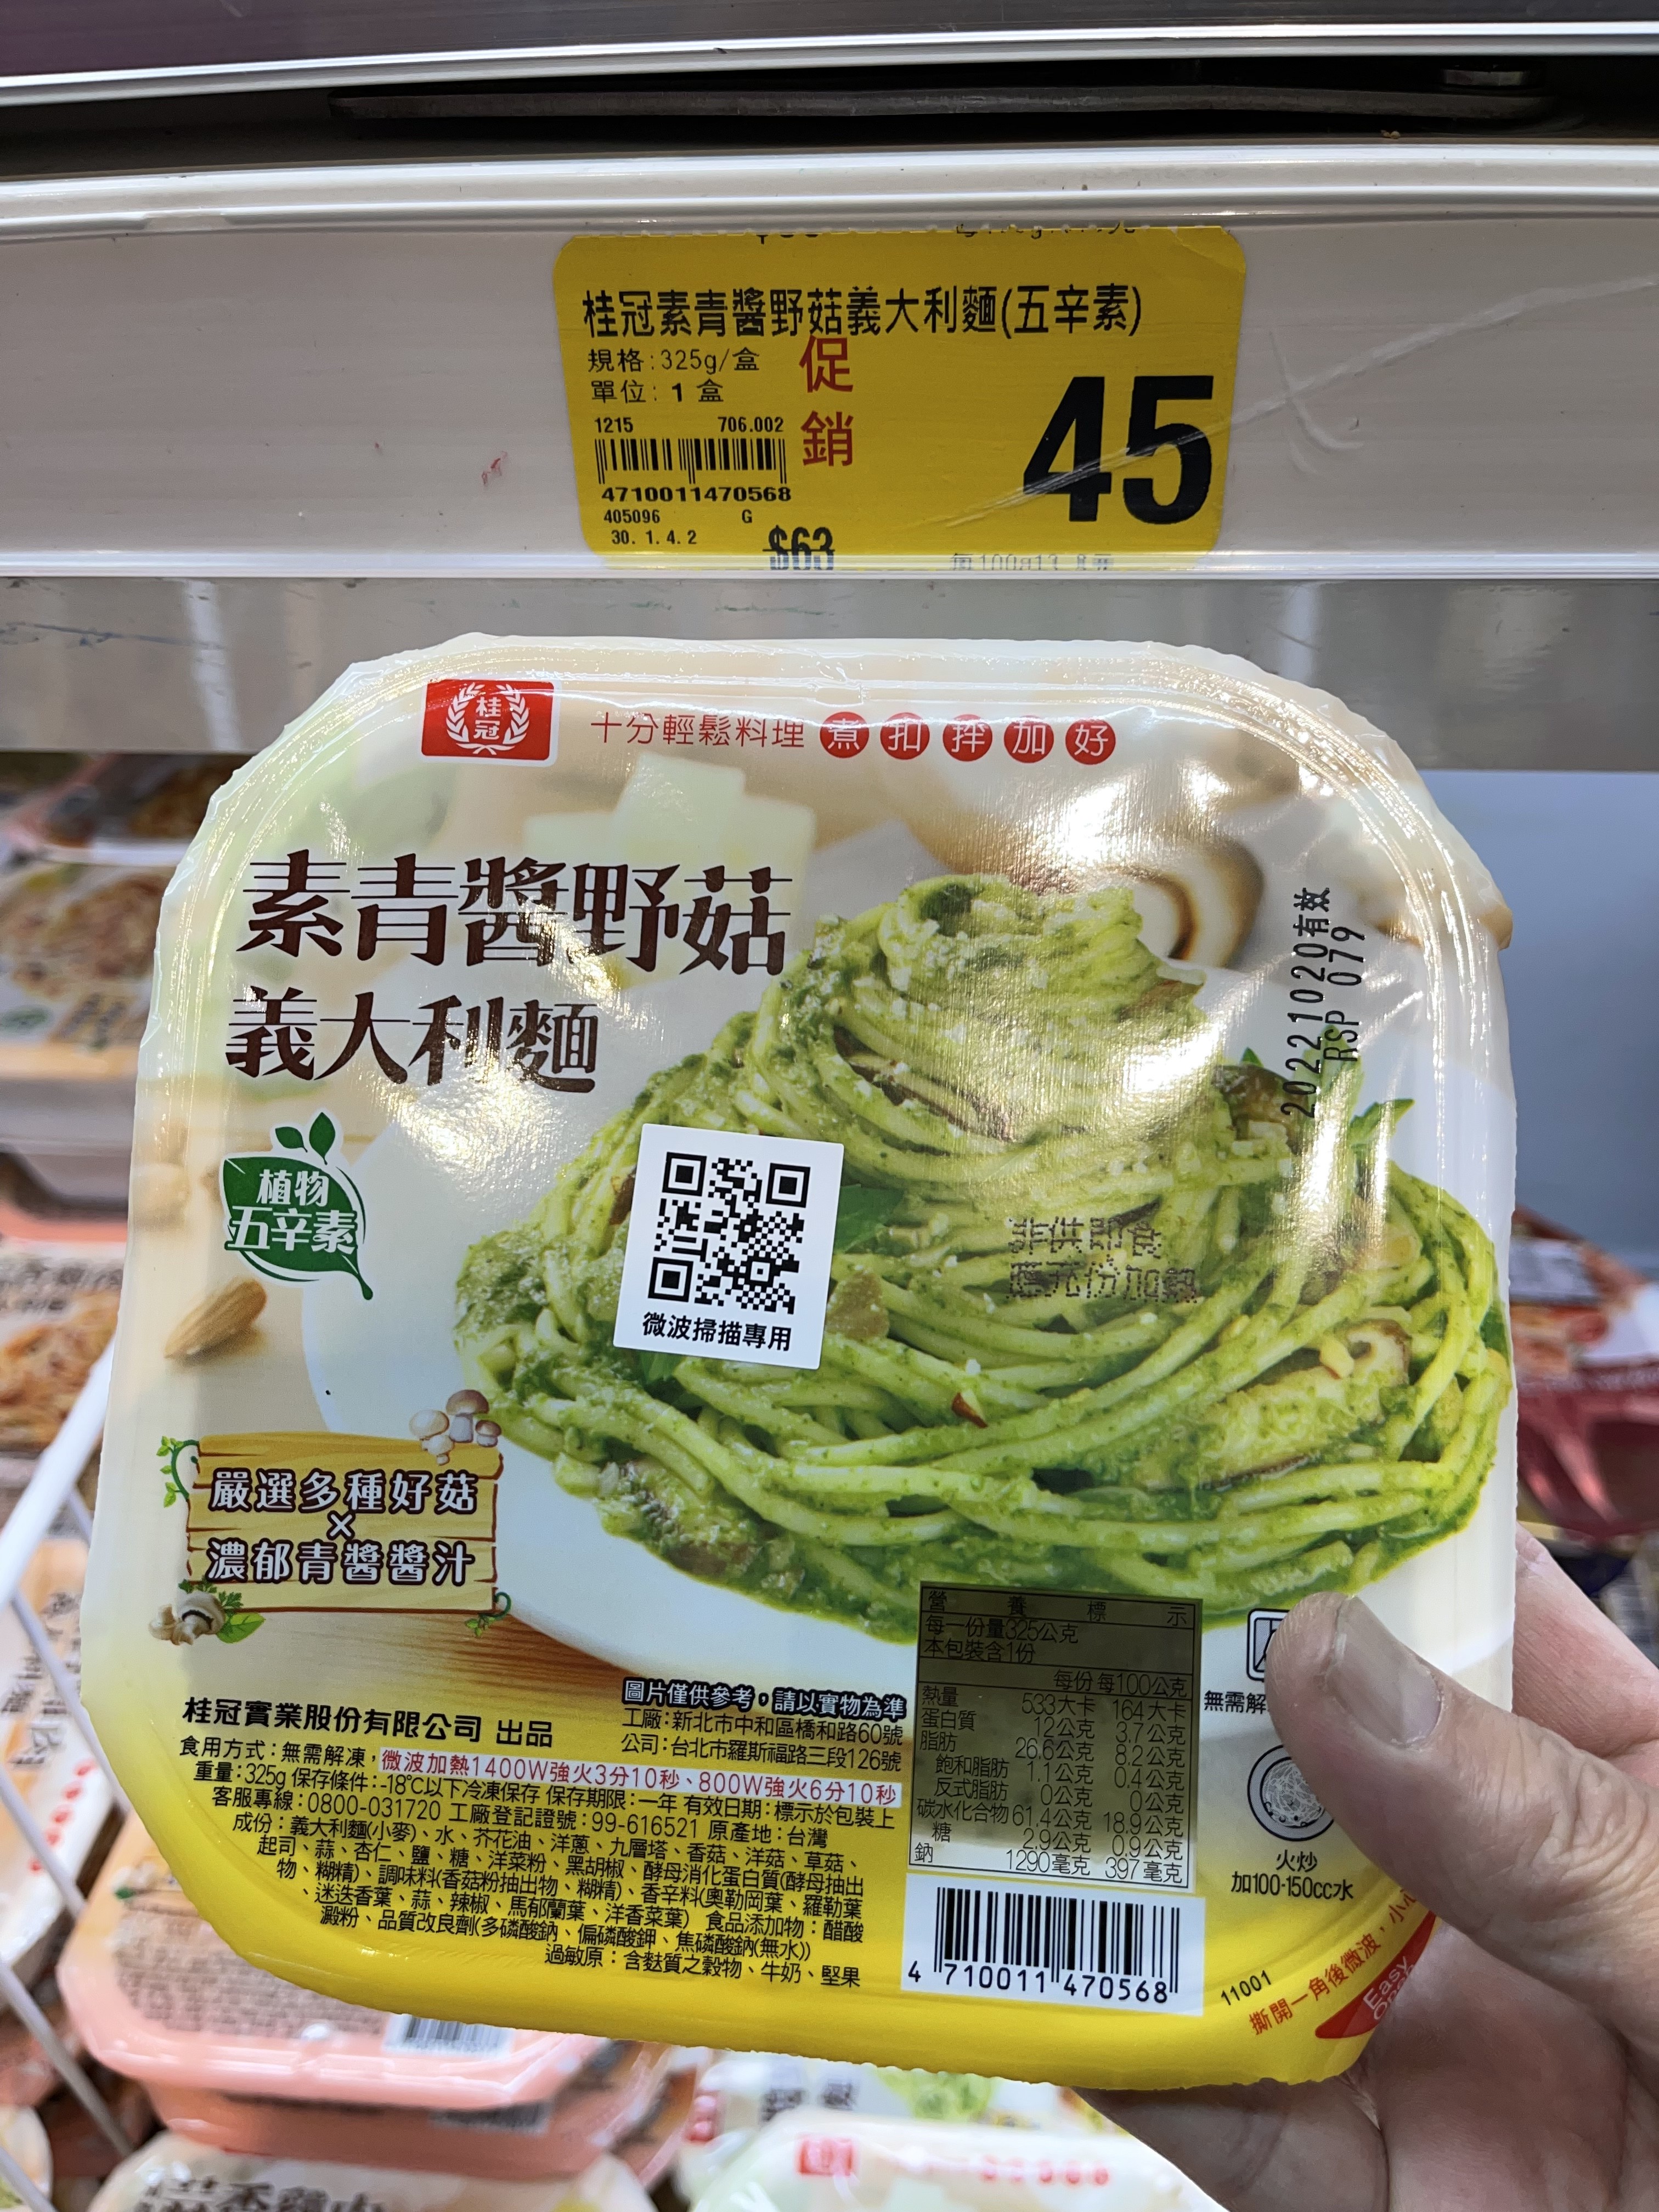 桂冠素青醬野菇義大利麵(五辛素)
規格:325g/盒
單位: 1 盒
促銷
45
1215 706.002
4710011470568
405096 G
30. 1. 4. 2
$63
每100g13.8元
桂冠
十分輕鬆料理 煮扣拌加好
素青醬野菇
義大利麵
20221020有效
RSP 079
植物
五辛素
微波掃描專用
非供即食
需充份加熱
嚴選多種好菇
×
濃郁青醬醬汁
桂冠實業股份有限公司 出品
圖片僅供參考,請以實物為準
工廠:新北市中和區橋和路60號
公司:台北市羅斯福路三段126號
食用方式:無需解凍,微波加熱1400W強火3分10秒、800W強火6分10秒
重量:325g 保存條件:-18℃以下冷凍保存 保存期限:一年 有效日期:標示於包裝上
客服專線:0800-031720 工廠登記證號:99-616521 原產地:台灣
成份:義大利麵(小麥)、水、芥花油、洋蔥、九層塔、香菇、洋菇、草菇、
起司、蒜、杏仁、鹽、糖、洋菜粉、黑胡椒、酵母消化蛋白質(酵母抽出
物、糊精)、調味料(香菇粉抽出物、糊精)、香辛料(奧勒岡葉、羅勒葉
、迷迭香葉、蒜、辣椒、馬郁蘭葉、洋香菜葉) 食品添加物:醋酸
澱粉、品質改良劑(多磷酸鈉、偏磷酸鉀、焦磷酸鈉(無水))
過敏原:含麩質之穀物、牛奶、堅果
營養標示
每一份量325公克
本包裝含1份
每份 每100公克
熱量 533大卡 164大卡
蛋白質 12公克 3.7公克
脂肪 26.6公克 8.2公克
飽和脂肪 1.1公克 0.4公克
反式脂肪 0公克 0公克
碳水化合物 61.4公克 18.9公克
糖 2.9公克 0.9公克
鈉 1290毫克 397毫克
無需解
火炒
加100-150cc水
4 710011 470568
11001
撕開一角後微波,小心
Easy
Open